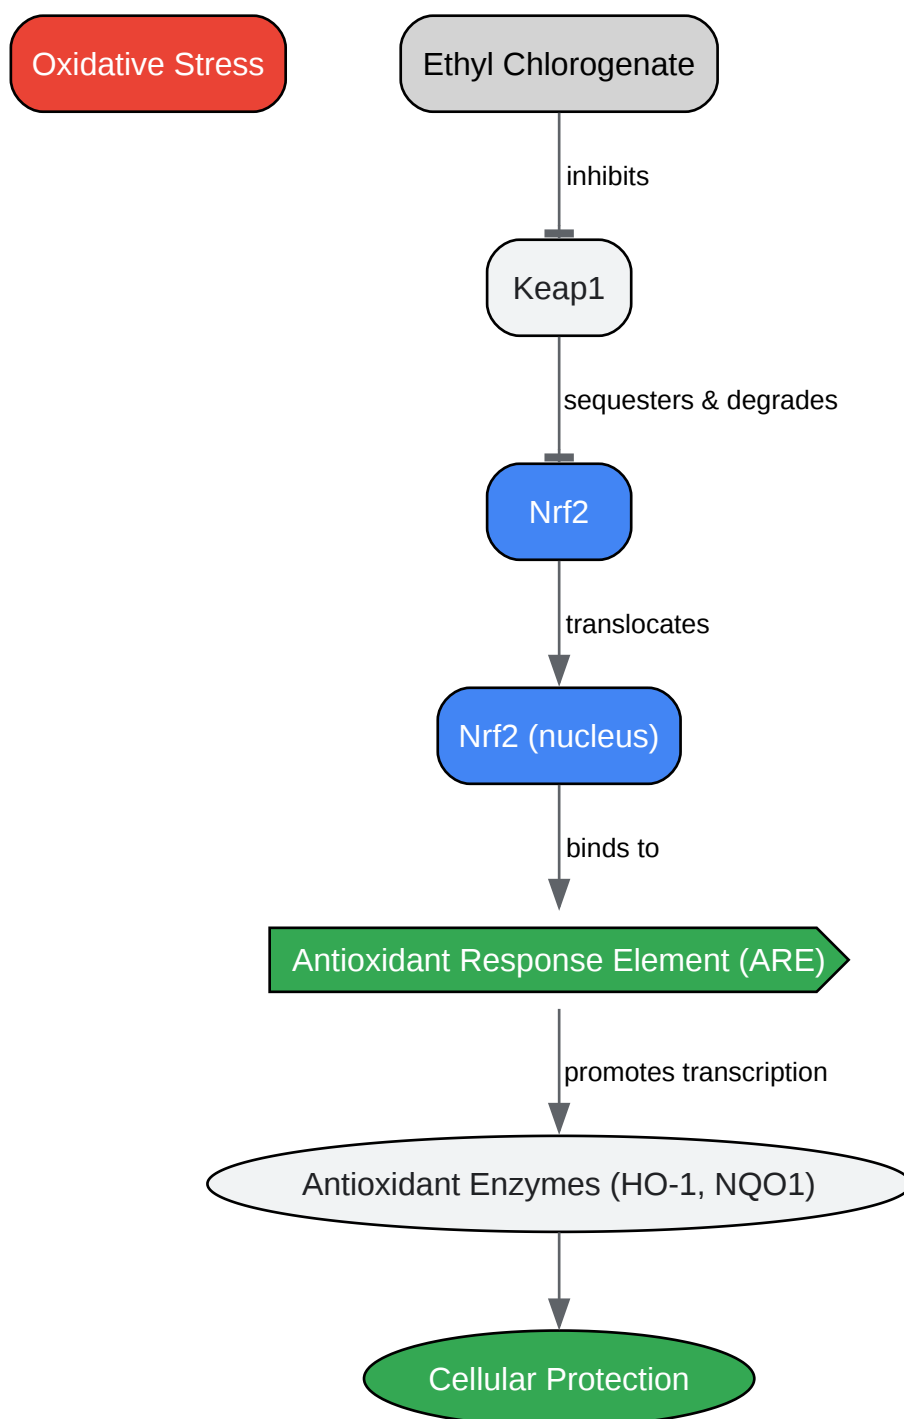 Oxidative Stress
Ethyl Chlorogenate
inhibits
Keap1
sequesters & degrades
Nrf2
translocates
Nrf2 (nucleus)
binds to
Antioxidant Response Element (ARE)
promotes transcription
Antioxidant Enzymes (HO-1, NQO1)
Cellular Protection